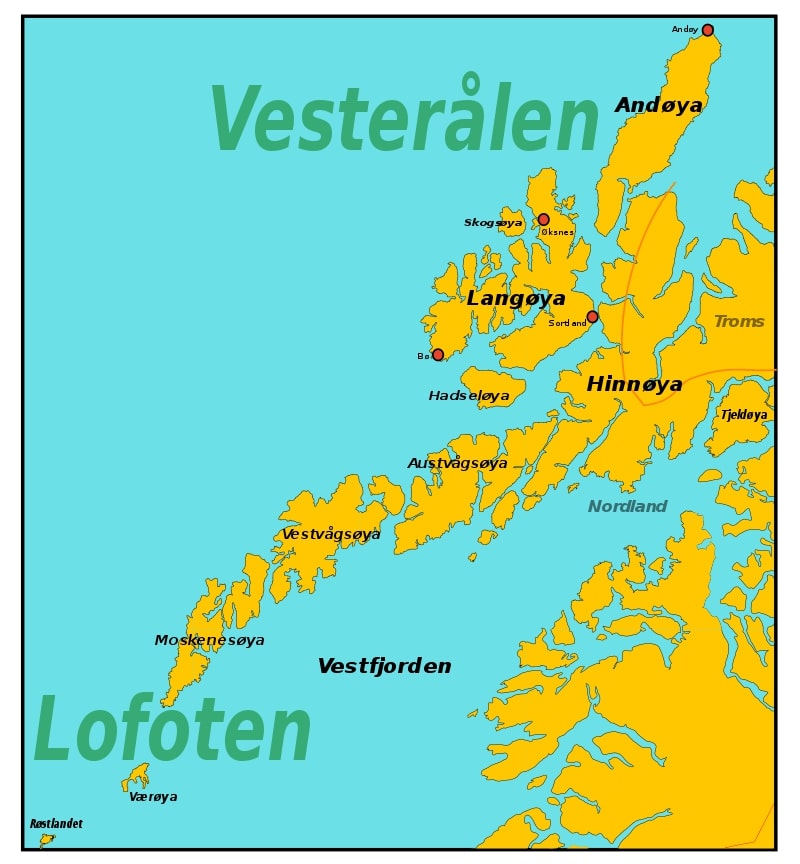 Andøy
Vesterålen
Andøya
Skogsøya
Øksnes
Langøya
Troms
Sortland
Bø
Hinnøya
Hadseløya
Tjeldøya
Austvågsøya
Nordland
Vestvågsøya
Moskenesøya
Vestfjorden
Lofoten
Værøya
Røstlandet